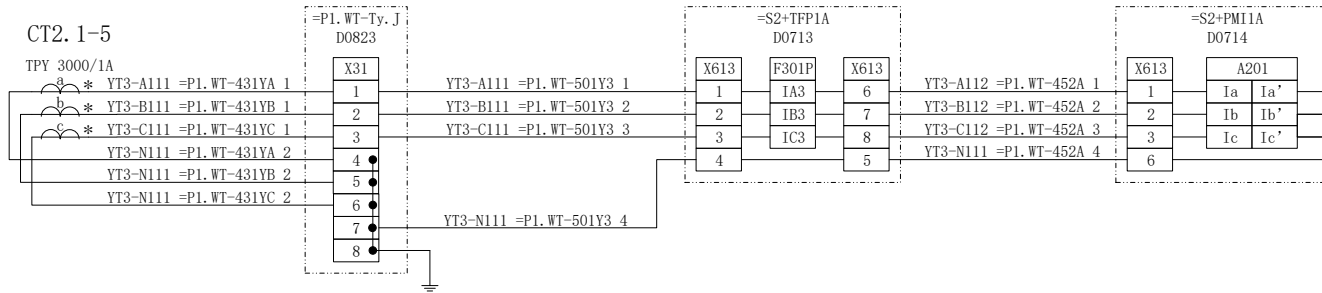 CT2.1-5
TPY 3000/1A
a * YT3-A111 =P1.WT-431YA 1
b * YT3-B111 =P1.WT-431YB 1
c * YT3-C111 =P1.WT-431YC 1
YT3-N111 =P1.WT-431YA 2
YT3-N111 =P1.WT-431YB 2
YT3-N111 =P1.WT-431YC 2
=P1.WT-Ty.J
D0823
X31
1
2
3
4
5
6
7
8
YT3-A111 =P1.WT-501Y3 1
YT3-B111 =P1.WT-501Y3 2
YT3-C111 =P1.WT-501Y3 3
YT3-N111 =P1.WT-501Y3 4
=S2+TFP1A
D0713
X613 F301P X613
1 IA3 6
2 IB3 7
3 IC3 8
4 5
YT3-A112 =P1.WT-452A 1
YT3-B112 =P1.WT-452A 2
YT3-C112 =P1.WT-452A 3
YT3-N111 =P1.WT-452A 4
=S2+PMI1A
D0714
X613 A201
1 Ia Ia'
2 Ib Ib'
3 Ic Ic'
6